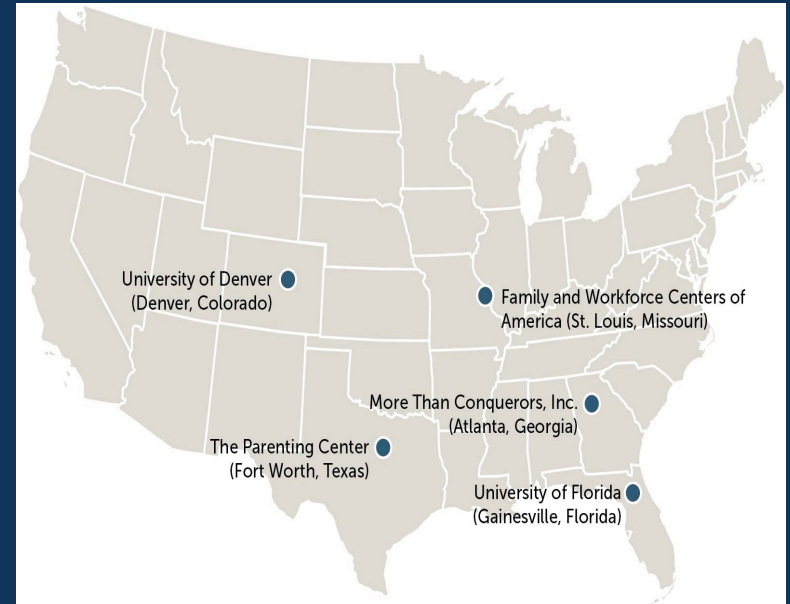 University of Denver
(Denver, Colorado)
Family and Workforce Centers of
America (St. Louis, Missouri)
More Than Conquerors, Inc.
(Atlanta, Georgia)
The Parenting Center
(Fort Worth, Texas)
University of Florida
(Gainesville, Florida)